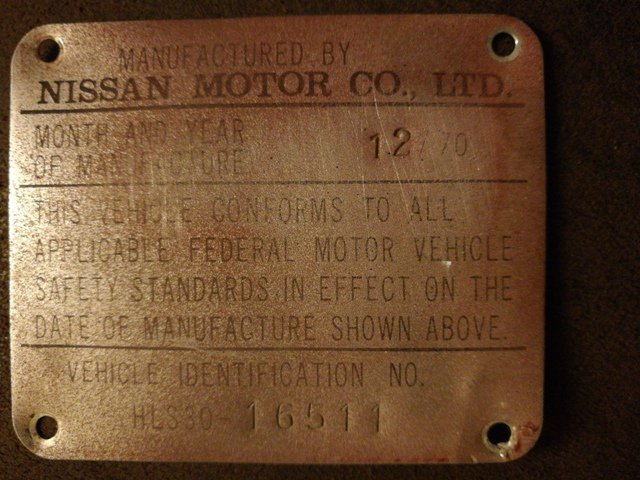 MANUFACTURED BY
NISSAN MOTOR CO., LTD.
MONTH AND YEAR
OF MANUFACTURE
12/70
THIS VEHICLE CONFORMS TO ALL
APPLICABLE FEDERAL MOTOR VEHICLE
SAFETY STANDARDS IN EFFECT ON THE
DATE OF MANUFACTURE SHOWN ABOVE.
VEHICLE IDENTIFICATION NO.
HLS30-16511